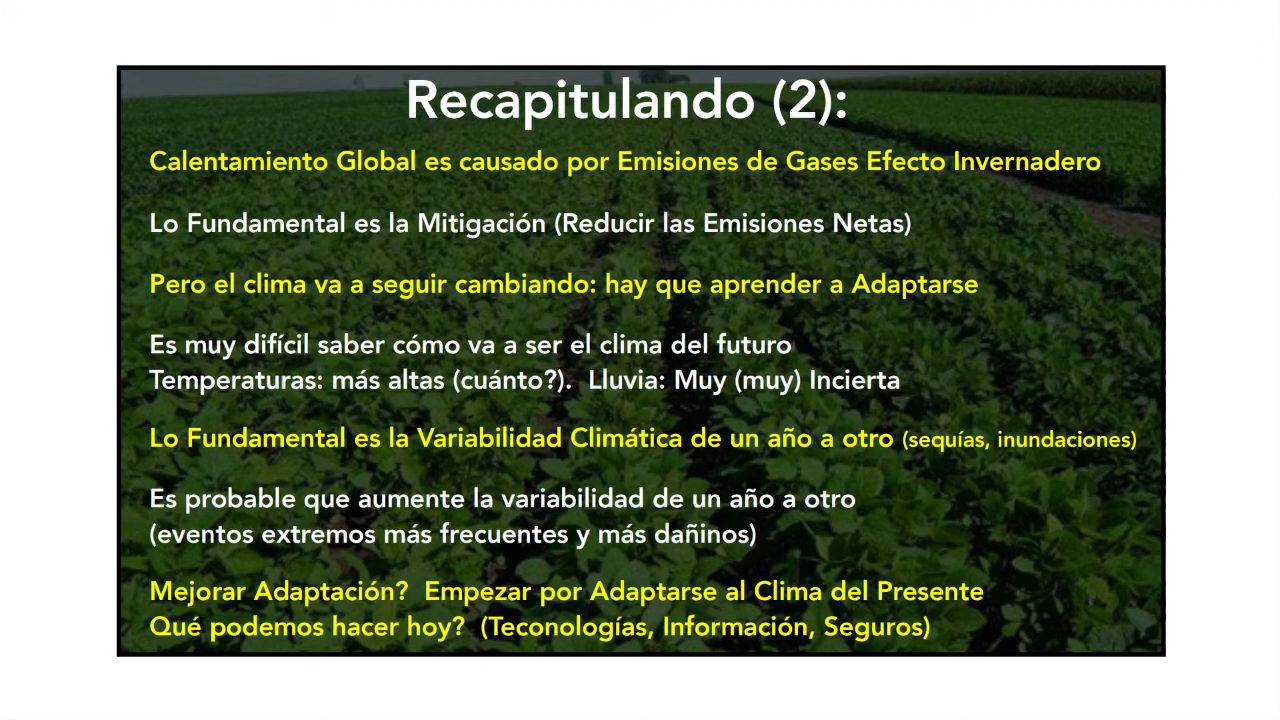 Recapitulando (2):
Calentamiento Global es causado por Emisiones de Gases Efecto Invernadero
Lo Fundamental es la Mitigación (Reducir las Emisiones Netas)
Pero el clima va a seguir cambiando: hay que aprender a Adaptarse
Es muy difícil saber cómo va a ser el clima del futuro
Temperaturas: más altas (cuánto?). Lluvia: Muy (muy) Incierta
Lo Fundamental es la Variabilidad Climática de un año a otro (sequías, inundaciones)
Es probable que aumente la variabilidad de un año a otro
(eventos extremos más frecuentes y más dañinos)
Mejorar Adaptación? Empezar por Adaptarse al Clima del Presente
Qué podemos hacer hoy? (Teconologías, Información, Seguros)